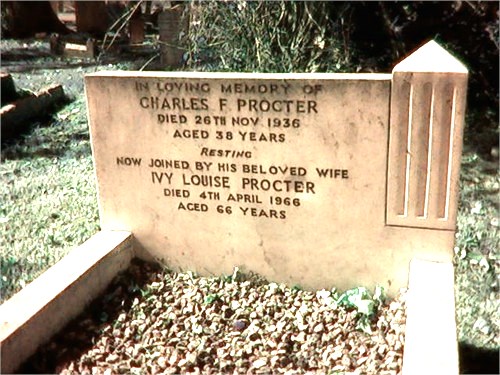 IN LOVING MEMORY OF
CHARLES F. PROCTER
DIED 26TH NOV. 1936
AGED 38 YEARS
RESTING
NOW JOINED BY HIS BELOVED WIFE
IVY LOUISE PROCTER
DIED 4TH APRIL 1966
AGED 66 YEARS